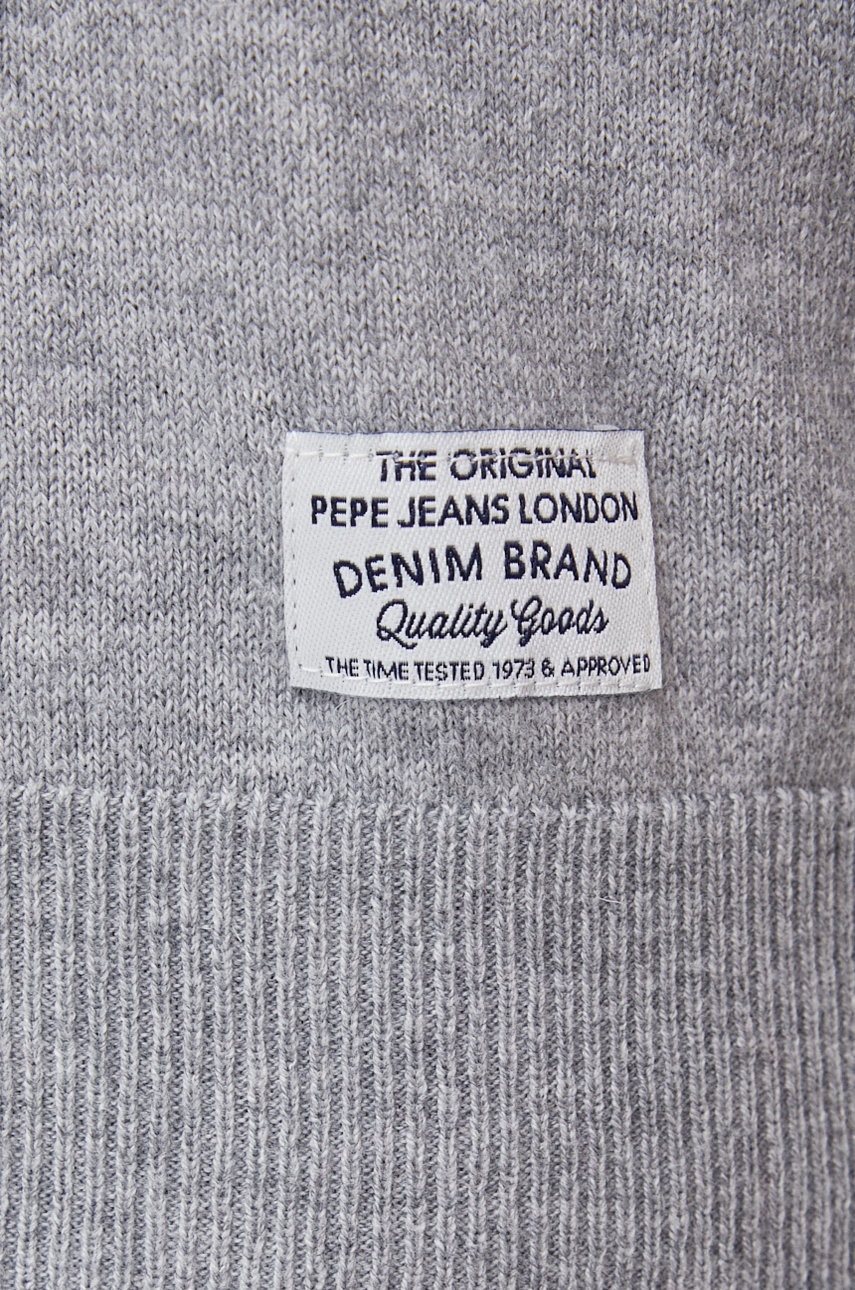 THE ORIGINAL
PEPE JEANS LONDON
DENIM BRAND
Quality Goods
THE TIME TESTED 1973 & APPROVED